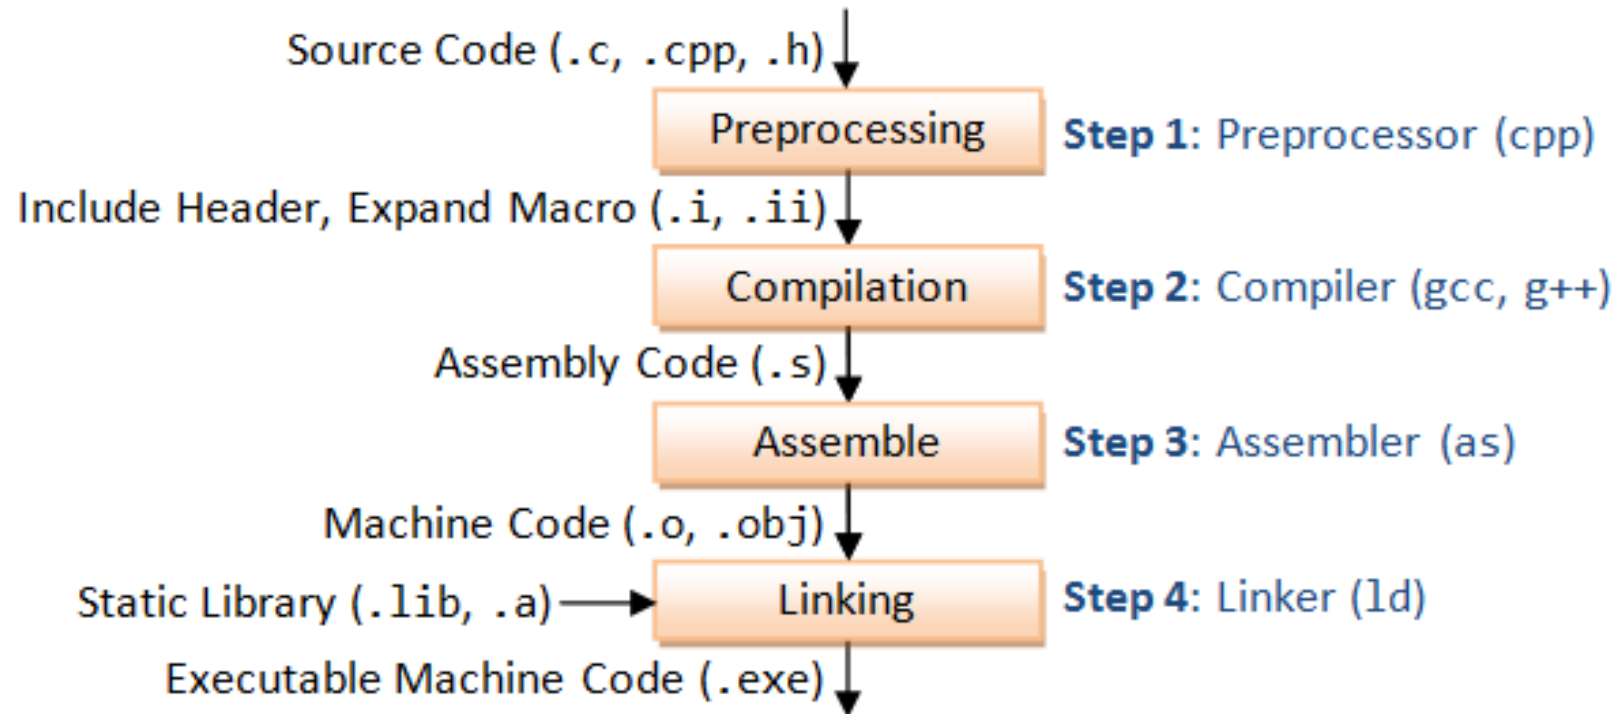 Source Code (.c, .cpp, .h)
Preprocessing
Step 1: Preprocessor (cpp)
Include Header, Expand Macro (.i, .ii)
Compilation
Step 2: Compiler (gcc, g++)
Assembly Code (.s)
Assemble
Step 3: Assembler (as)
Machine Code (.o, .obj)
Static Library (.lib, .a)
Linking
Step 4: Linker (ld)
Executable Machine Code (.exe)